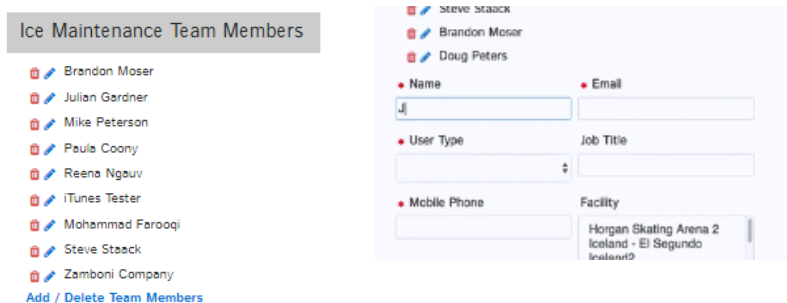 Ice Maintenance Team Members
Brandon Moser
Julian Gardner
Mike Peterson
Paula Coony
Reena Ngauv
iTunes Tester
Mohammad Farooqi
Steve Staack
Zamboni Company
Add / Delete Team Members
Steve Staack
Brandon Moser
Doug Peters
Name Email
J
User Type Job Title
Mobile Phone Facility
Horgan Skating Arena 2
Iceland - El Segundo
Iceland2